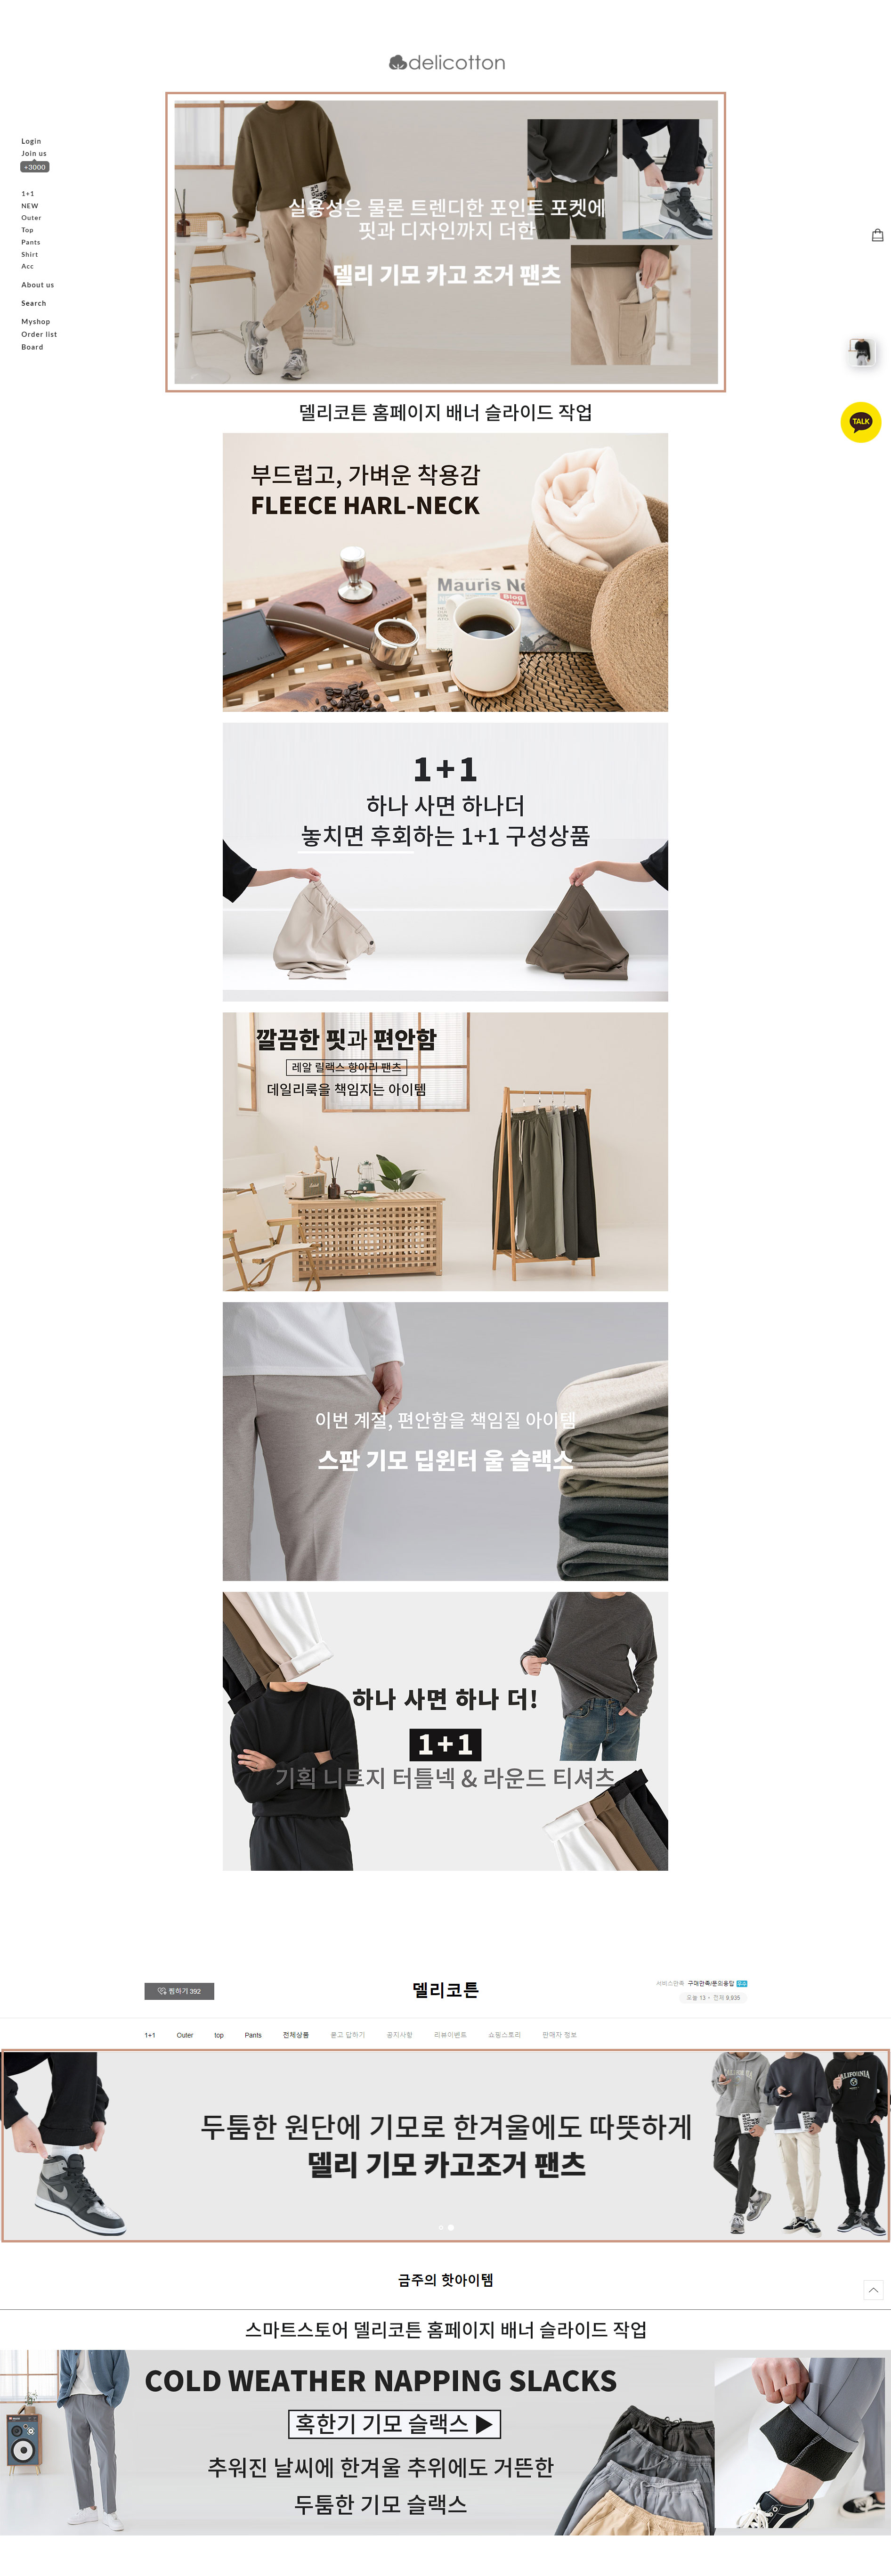 delicotton
Login
Join us
+3000
1+1
NEW
Outer
Top
Pants
Shirt
Acc
About us
Search
Myshop
Order list
Board
실용성은 물론 트렌디한 포인트 포켓에
핏과 디자인까지 더한
델리 기모 카고 조거 팬츠
TALK
델리코튼 홈페이지 배너 슬라이드 작업
부드럽고, 가벼운 착용감
FLEECE HARL-NECK
Mauris Ne
Blog
1+1
하나 사면 하나더
놓치면 후회하는 1+1 구성상품
깔끔한 핏과 편안함
레알 릴랙스 항아리 팬츠
데일리룩을 책임지는 아이템
이번 계절, 편안함을 책임질 아이템
스판 기모 딥윈터 울 슬랙스
하나 사면 하나 더!
1+1
기획 니트지 터틀넥 & 라운드 티셔츠
찜하기 392
델리코튼
서비스만족 구매만족/문의응답 우수
오늘 13 · 전체 9,935
1+1 Outer top Pants 전체상품 묻고 답하기 공지사항 리뷰이벤트 쇼핑스토리 판매자 정보
두툼한 원단에 기모로 한겨울에도 따뜻하게
델리 기모 카고조거 팬츠
금주의 핫아이템
스마트스토어 델리코튼 홈페이지 배너 슬라이드 작업
COLD WEATHER NAPPING SLACKS
혹한기 기모 슬랙스 ▶
추워진 날씨에 한겨울 추위에도 거뜬한
두툼한 기모 슬랙스